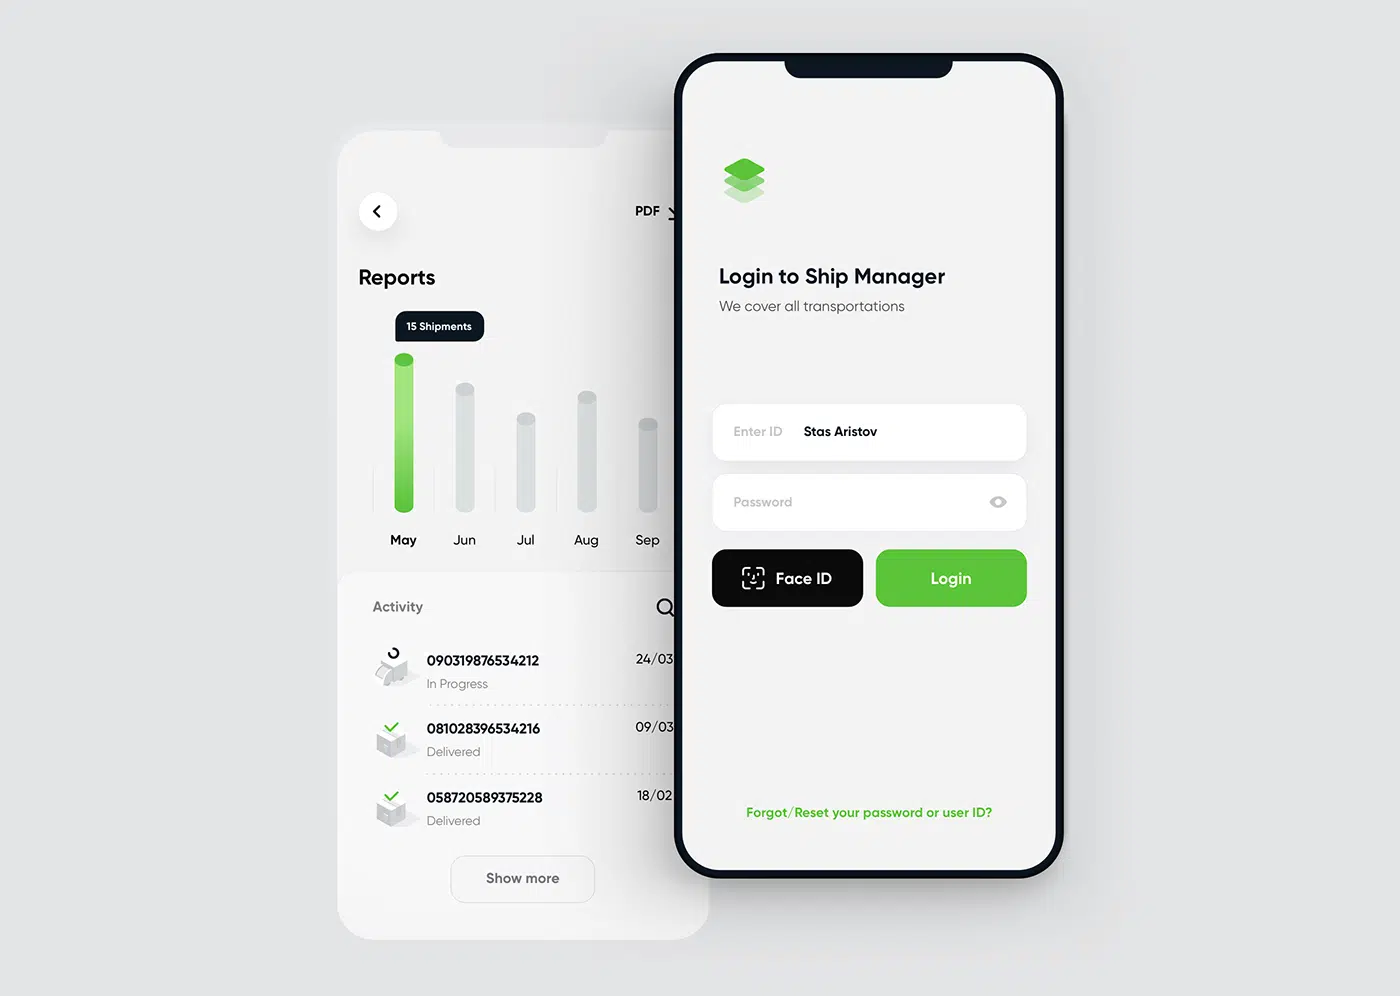 PDF
Reports
15 Shipments
May Jun Jul Aug Sep
Activity
090319876534212 24/03
In Progress
081028396534216 09/03
Delivered
058720589375228 18/02
Delivered
Show more
Login to Ship Manager
We cover all transportations
Enter ID Stas Aristov
Password
Face ID Login
Forgot/Reset your password or user ID?